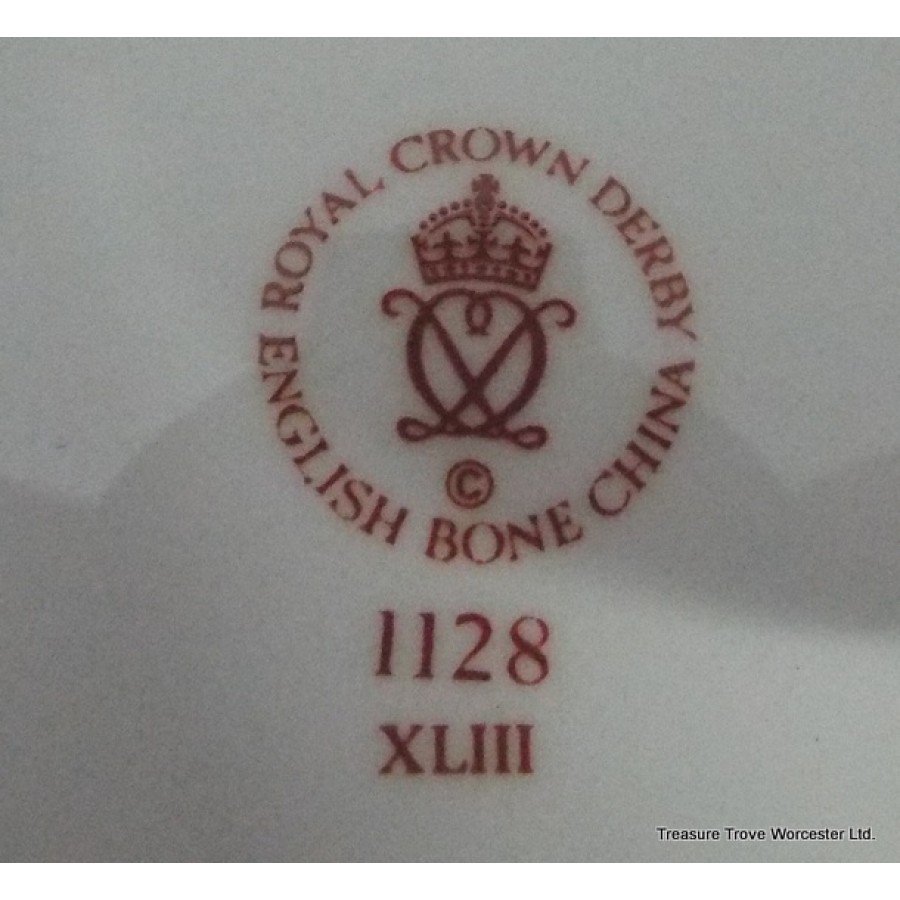 ROYAL CROWN DERBY
ENGLISH BONE CHINA
©
1128
XLIII
Treasure Trove Worcester Ltd.